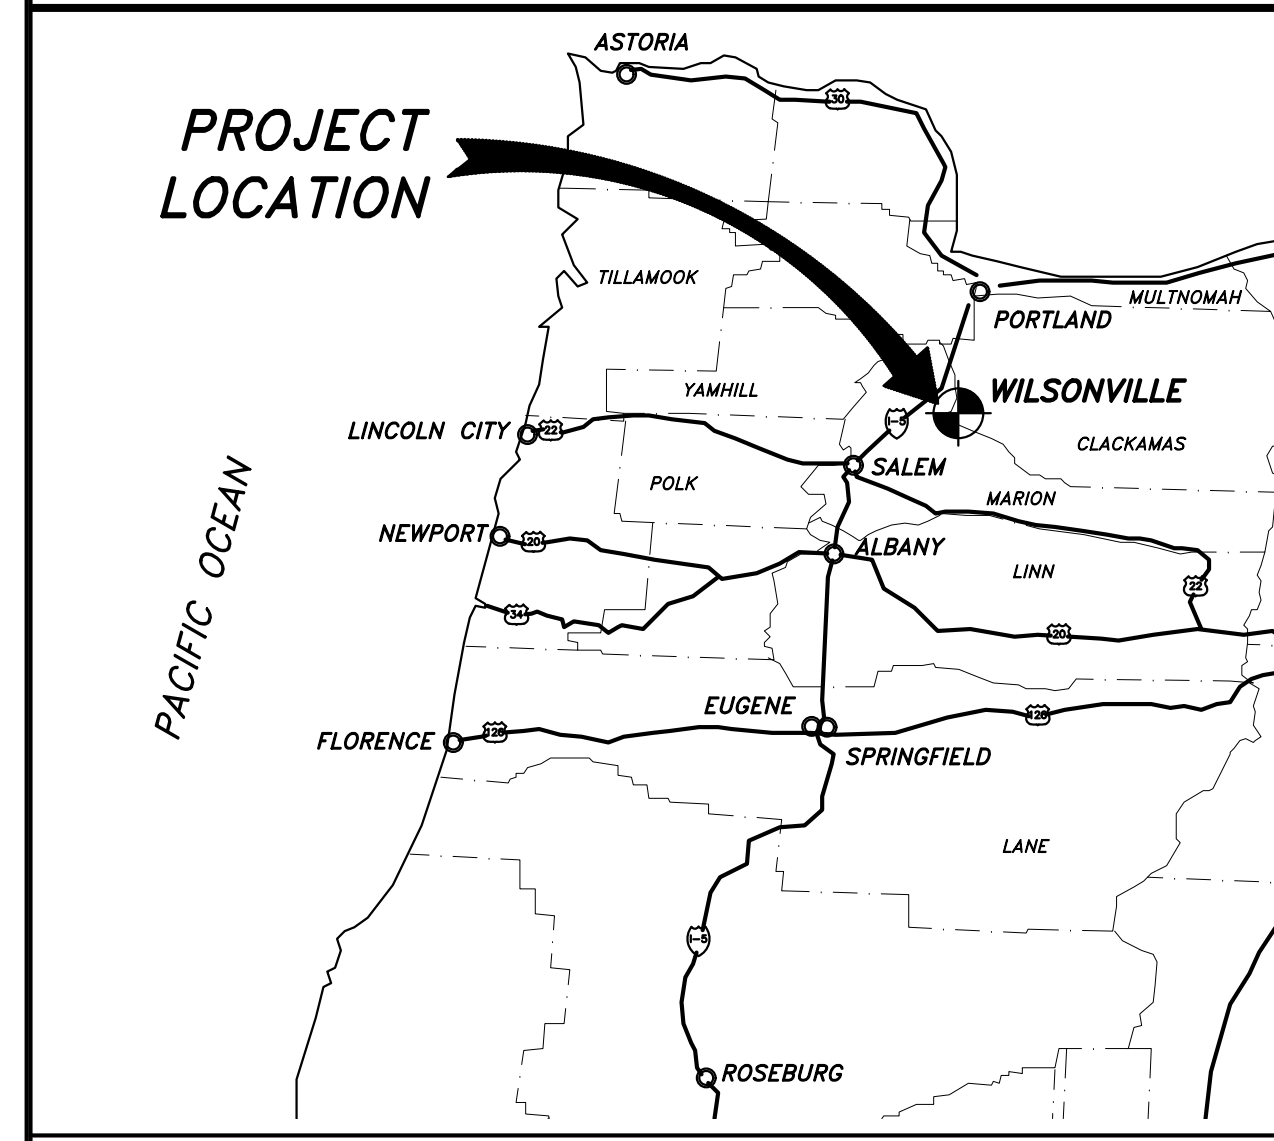 ASTORIA
30
PROJECT
LOCATION
TILLAMOOK
MULTNOMAH
PORTLAND
YAMHILL
WILSONVILLE
I-5
LINCOLN CITY
22
CLACKAMAS
SALEM
POLK
MARION
PACIFIC OCEAN
NEWPORT
20
ALBANY
LINN
22
34
20
EUGENE
126
FLORENCE
126
SPRINGFIELD
LANE
I-5
ROSEBURG